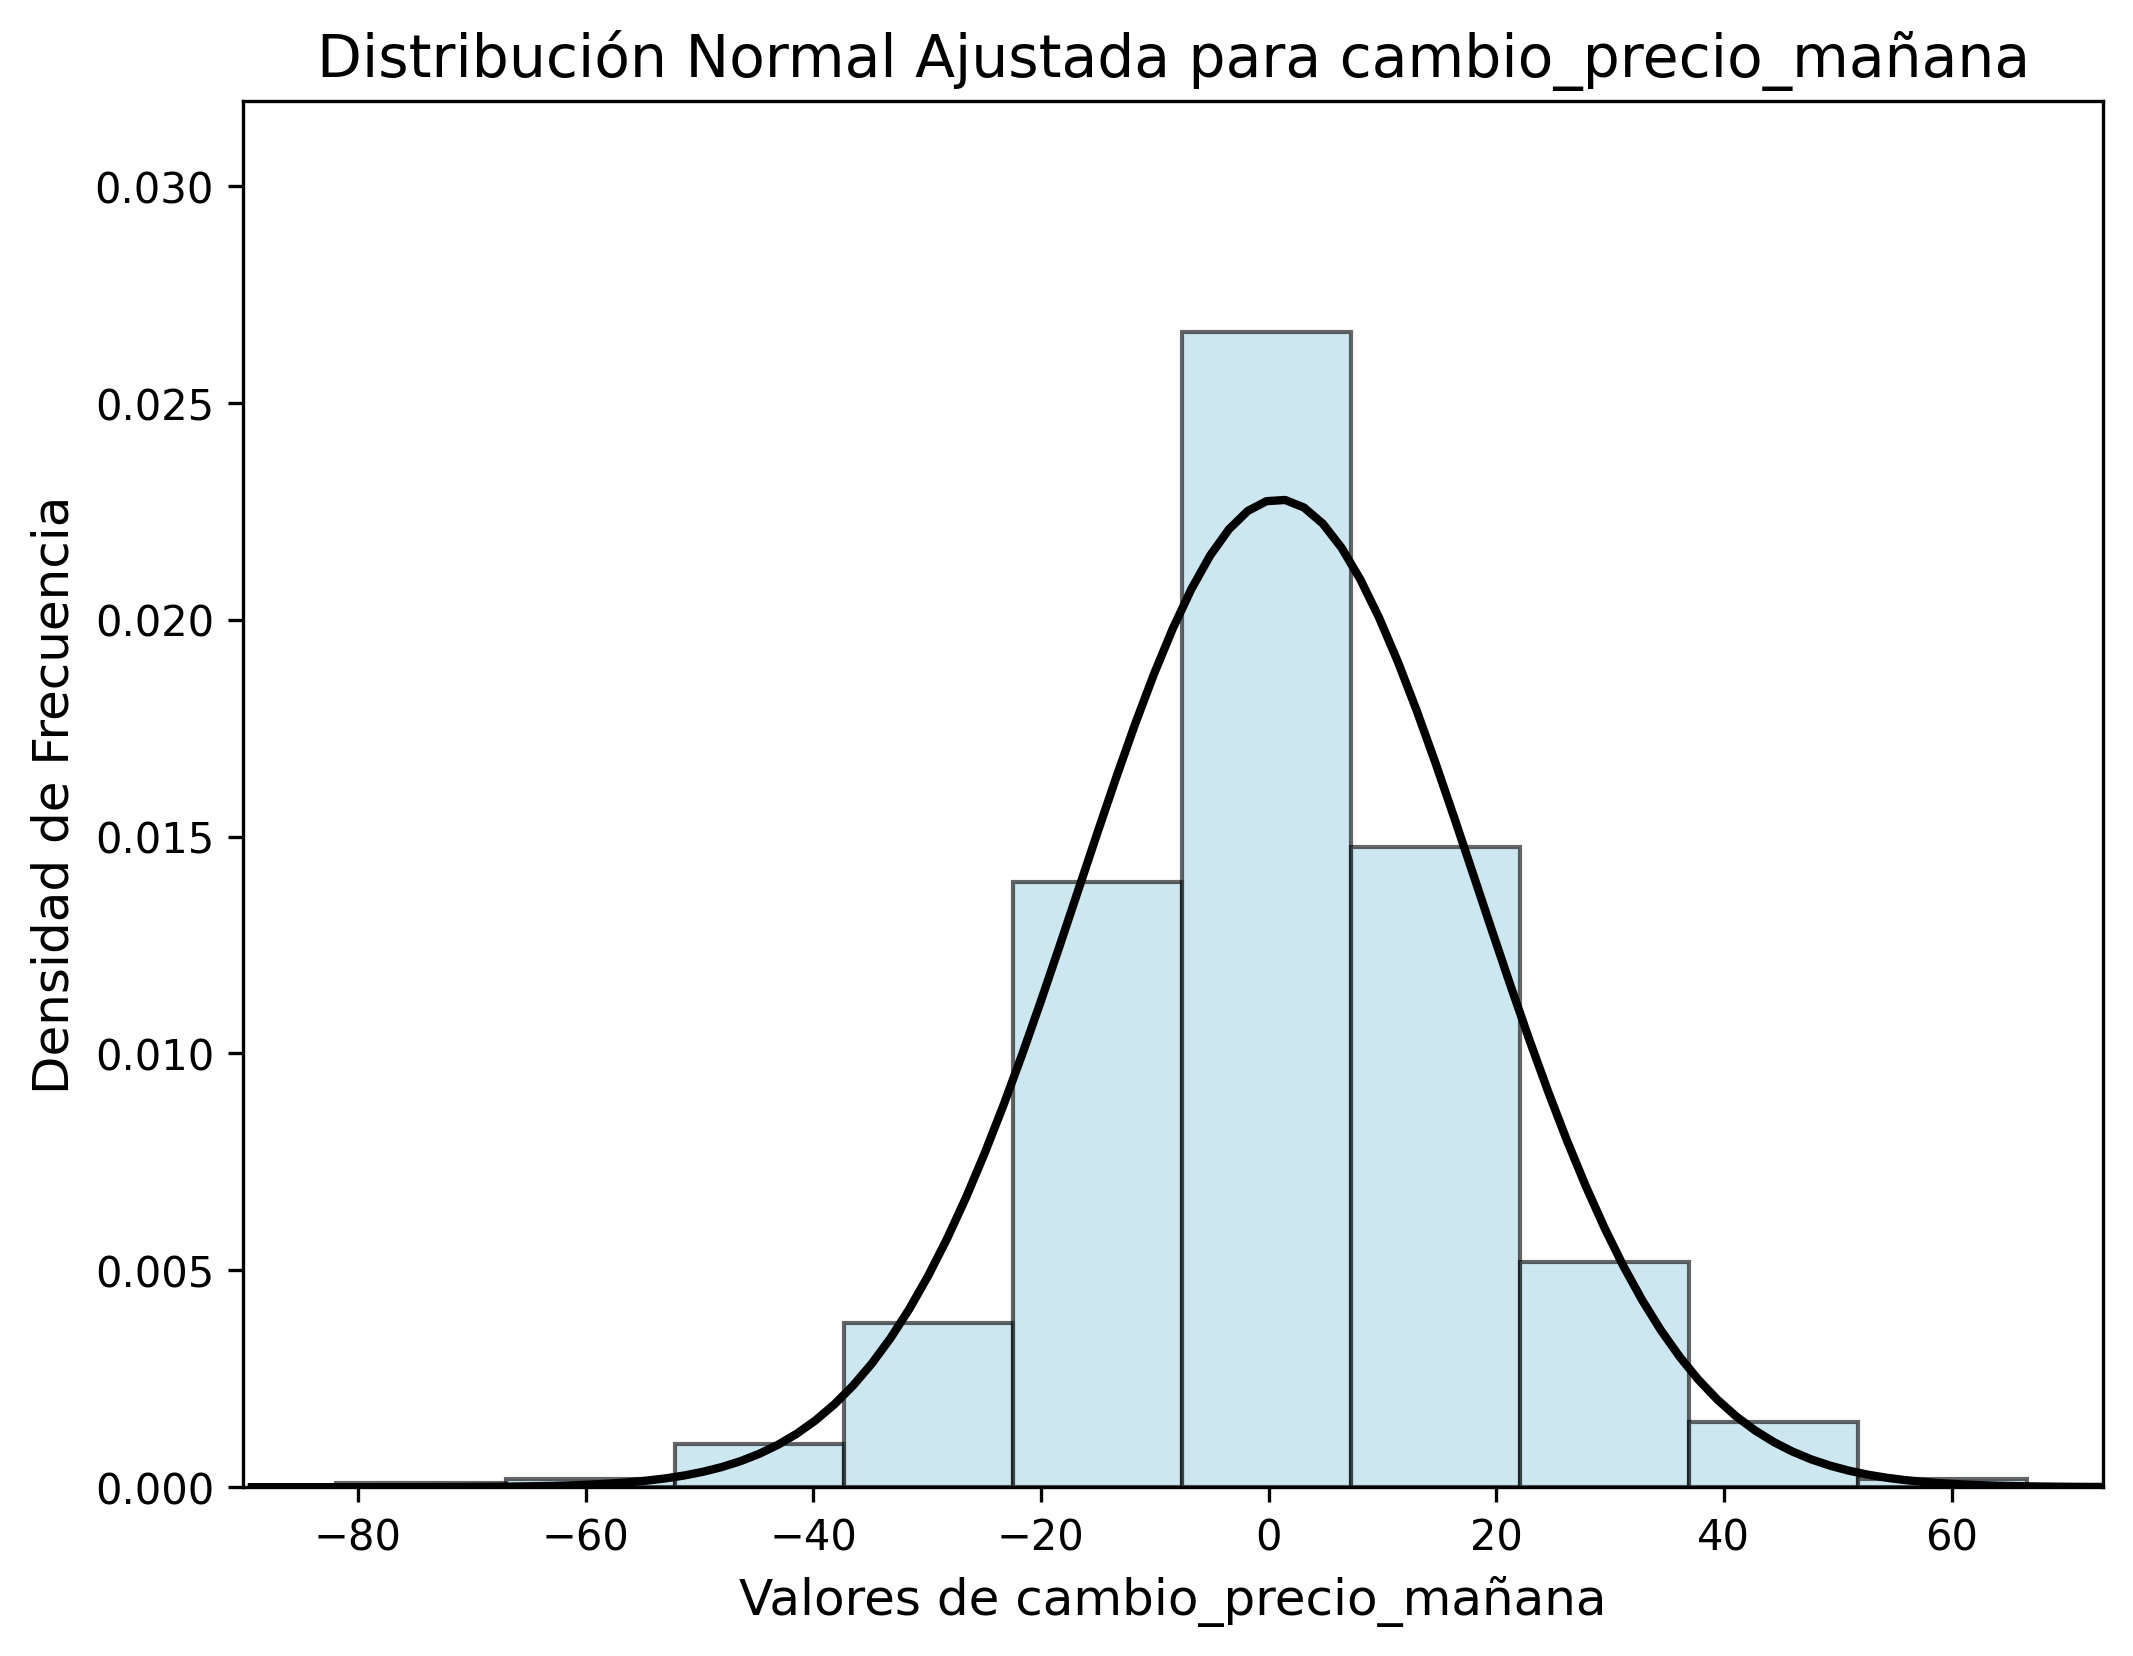 Distribución Normal Ajustada para cambio_precio_mañana
Densidad de Frecuencia
0.030
0.025
0.020
0.015
0.010
0.005
0.000
−80 −60 −40 −20 0 20 40 60
Valores de cambio_precio_mañana